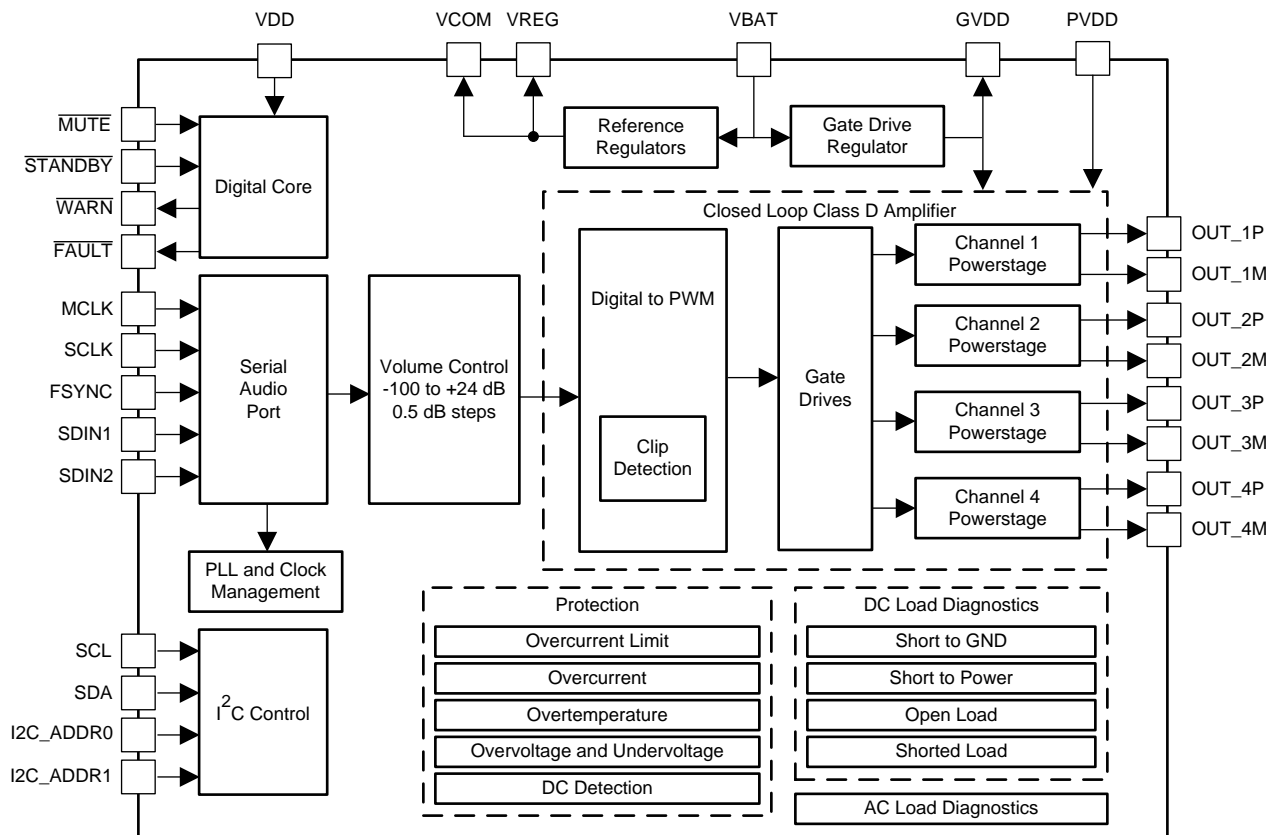 VDD
VCOM
VREG
VBAT
GVDD
PVDD
MUTE
STANDBY
WARN
FAULT
MCLK
SCLK
FSYNC
SDIN1
SDIN2
SCL
SDA
I2C_ADDR0
I2C_ADDR1
Digital Core
Reference
Regulators
Gate Drive
Regulator
Serial
Audio
Port
Volume Control
-100 to +24 dB
0.5 dB steps
PLL and Clock
Management
I²C Control
Closed Loop Class D Amplifier
Digital to PWM
Clip
Detection
Gate
Drives
Channel 1
Powerstage
Channel 2
Powerstage
Channel 3
Powerstage
Channel 4
Powerstage
OUT_1P
OUT_1M
OUT_2P
OUT_2M
OUT_3P
OUT_3M
OUT_4P
OUT_4M
Protection
Overcurrent Limit
Overcurrent
Overtemperature
Overvoltage and Undervoltage
DC Detection
DC Load Diagnostics
Short to GND
Short to Power
Open Load
Shorted Load
AC Load Diagnostics